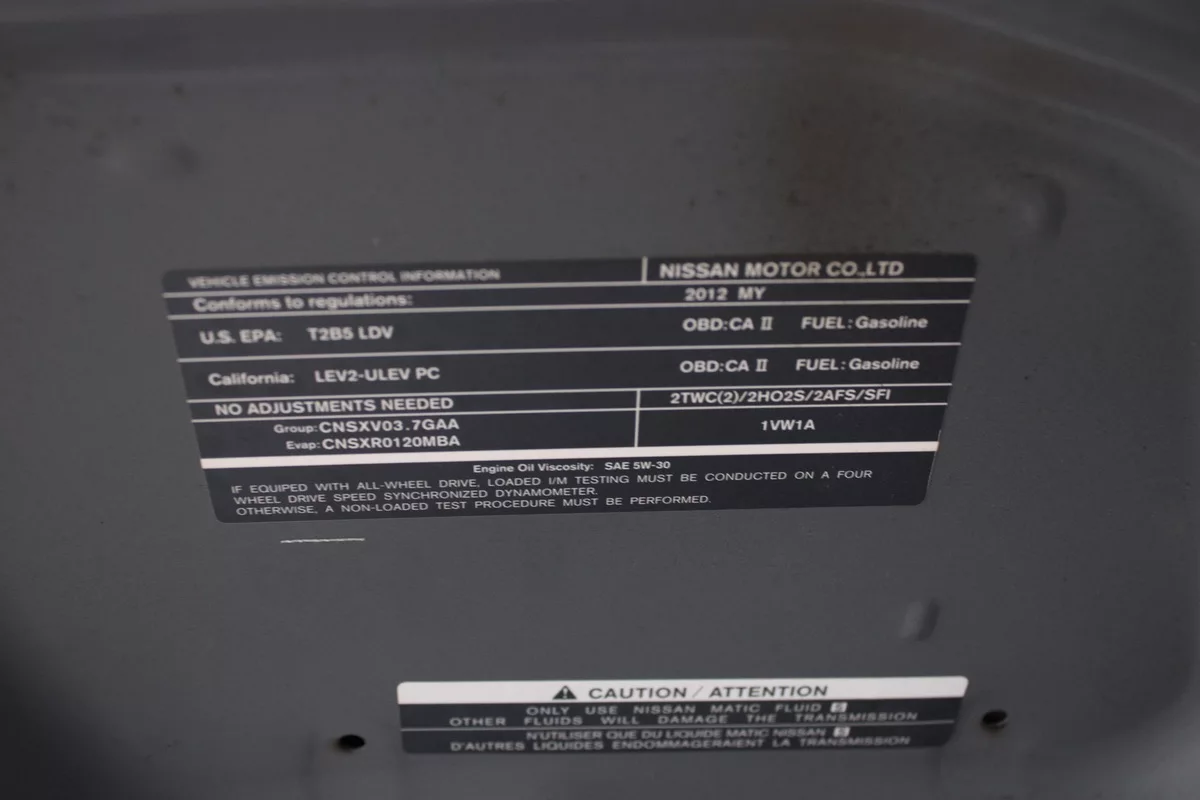 VEHICLE EMISSION CONTROL INFORMATION NISSAN MOTOR CO.,LTD
Conforms to regulations: 2012 MY
U.S. EPA: T2B5 LDV OBD:CA II FUEL:Gasoline
California: LEV2-ULEV PC OBD:CA II FUEL:Gasoline
NO ADJUSTMENTS NEEDED 2TWC(2)/2HO2S/2AFS/SFI
Group:CNSXV03.7GAA 1VW1A
Evap:CNSXR0120MBA
Engine Oil Viscosity: SAE 5W-30
IF EQUIPED WITH ALL-WHEEL DRIVE, LOADED I/M TESTING MUST BE CONDUCTED ON A FOUR
WHEEL DRIVE SPEED SYNCHRONIZED DYNAMOMETER.
OTHERWISE, A NON-LOADED TEST PROCEDURE MUST BE PERFORMED.
CAUTION / ATTENTION
ONLY USE NISSAN MATIC FLUID S
OTHER FLUIDS WILL DAMAGE THE TRANSMISSION
N'UTILISER QUE DU LIQUIDE MATIC NISSAN S
D'AUTRES LIQUIDES ENDOMMAGERAIENT LA TRANSMISSION